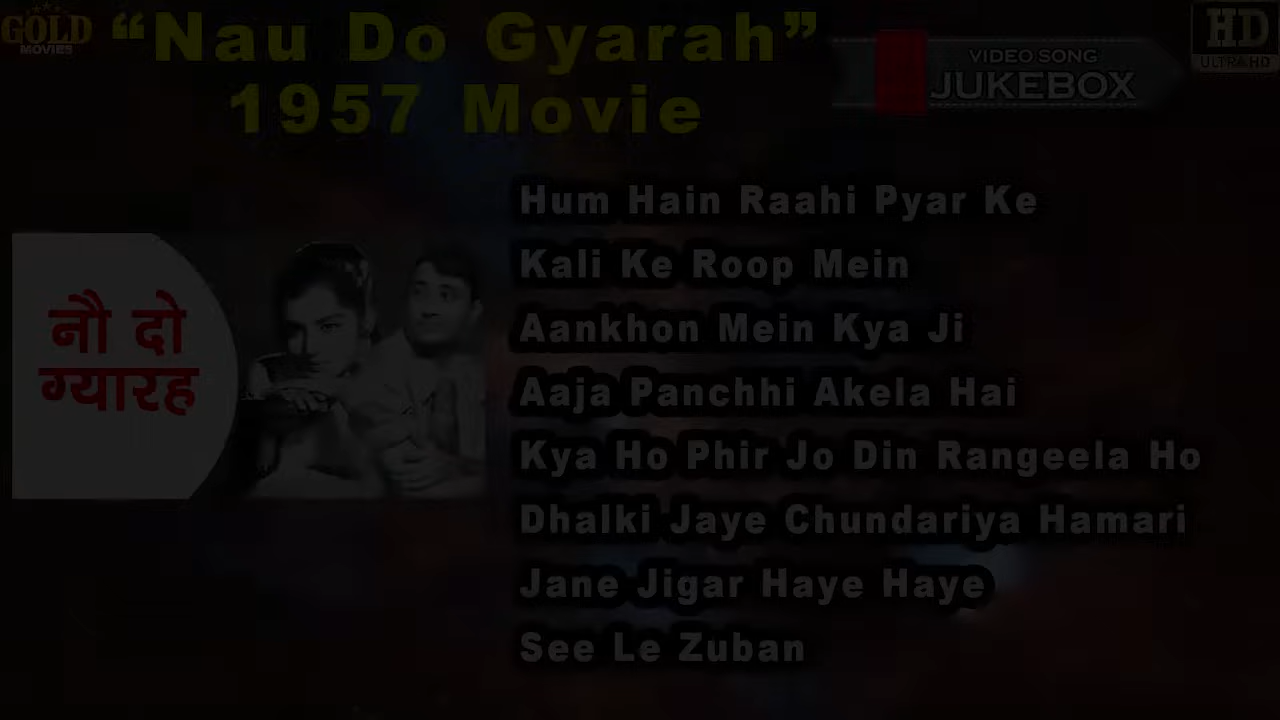 GOLD
MOVIES
“Nau Do Gyarah”
1957 Movie
VIDEO SONG
JUKEBOX
HD
ULTRA HD
नौ दो
ग्यारह
Hum Hain Raahi Pyar Ke
Kali Ke Roop Mein
Aankhon Mein Kya Ji
Aaja Panchhi Akela Hai
Kya Ho Phir Jo Din Rangeela Ho
Dhalki Jaye Chundariya Hamari
Jane Jigar Haye Haye
See Le Zuban